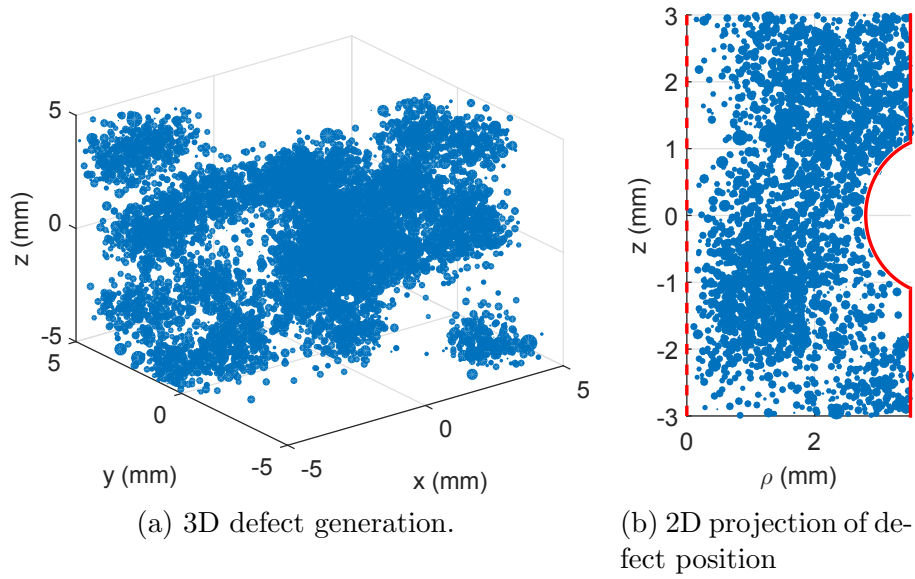 5
0
-5
z (mm)
5
0
-5
y (mm)
-5
0
5
x (mm)
(a) 3D defect generation.
3
2
1
0
-1
-2
-3
z (mm)
0
2
ρ (mm)
(b) 2D projection of de-
fect position